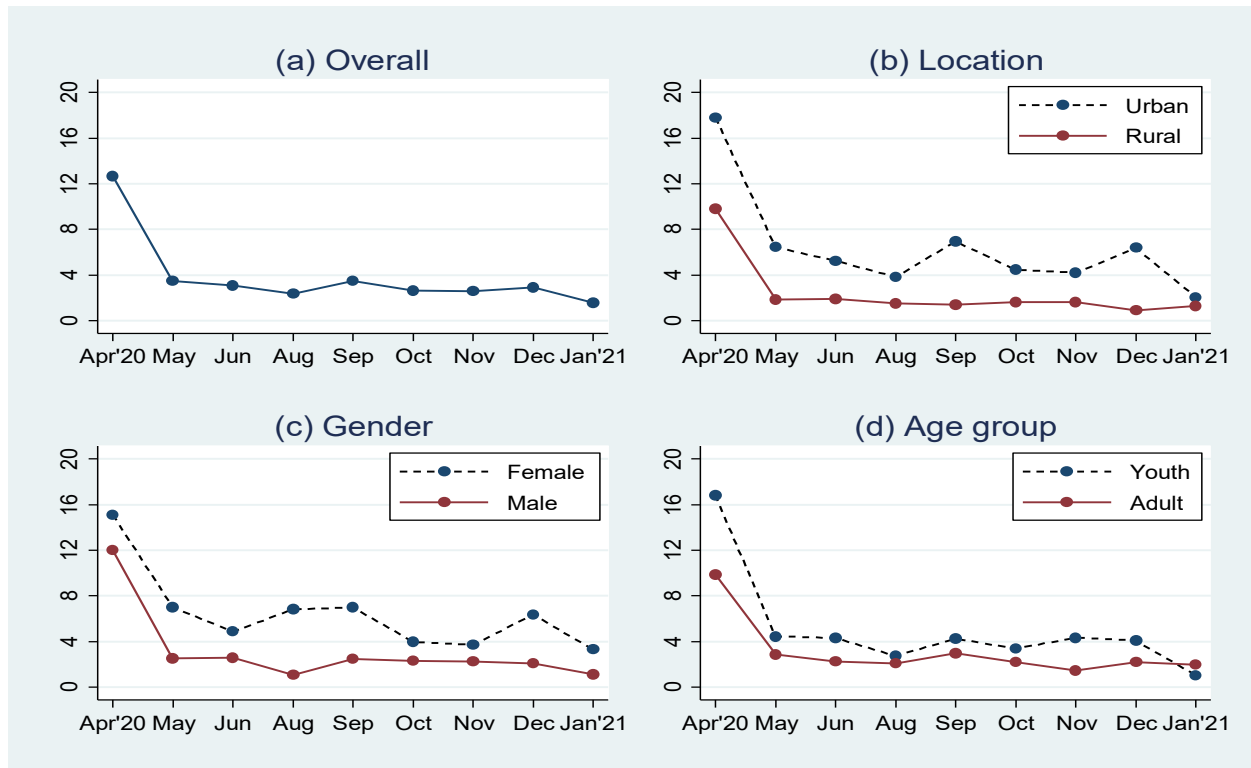 (a) Overall
20
16
12
8
4
0
Apr'20 May Jun Aug Sep Oct Nov Dec Jan'21
(b) Location
20
16
12
8
4
0
Urban
Rural
Apr'20 May Jun Aug Sep Oct Nov Dec Jan'21
(c) Gender
20
16
12
8
4
0
Female
Male
Apr'20 May Jun Aug Sep Oct Nov Dec Jan'21
(d) Age group
20
16
12
8
4
0
Youth
Adult
Apr'20 May Jun Aug Sep Oct Nov Dec Jan'21